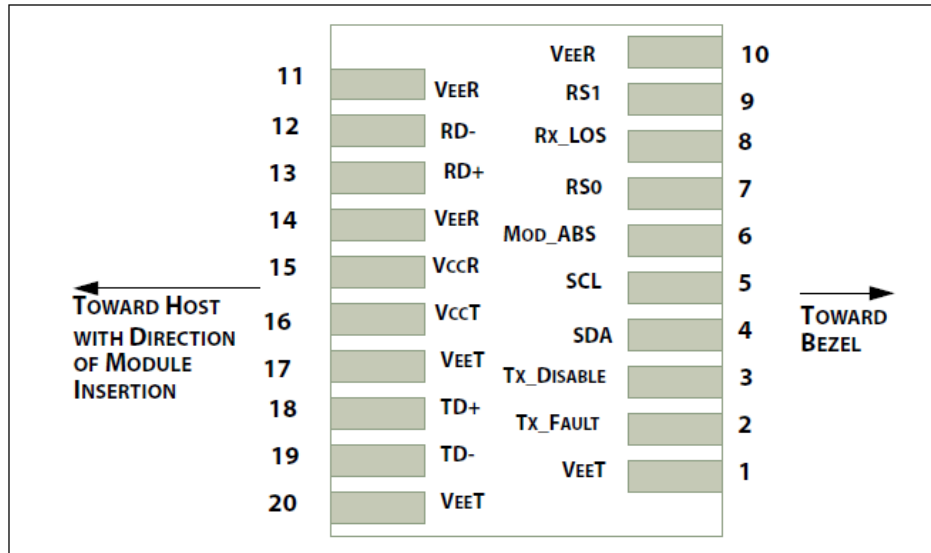 VEER 10
11 VEER
RS1 9
12 RD-
RX_LOS 8
13 RD+
RS0 7
14 VEER
MOD_ABS 6
15 VCCR
SCL 5
TOWARD HOST
WITH DIRECTION
OF MODULE
INSERTION
TOWARD
BEZEL
16 VCCT
SDA 4
17 VEET
TX_DISABLE 3
18 TD+
TX_FAULT 2
19 TD-
VEET 1
20 VEET